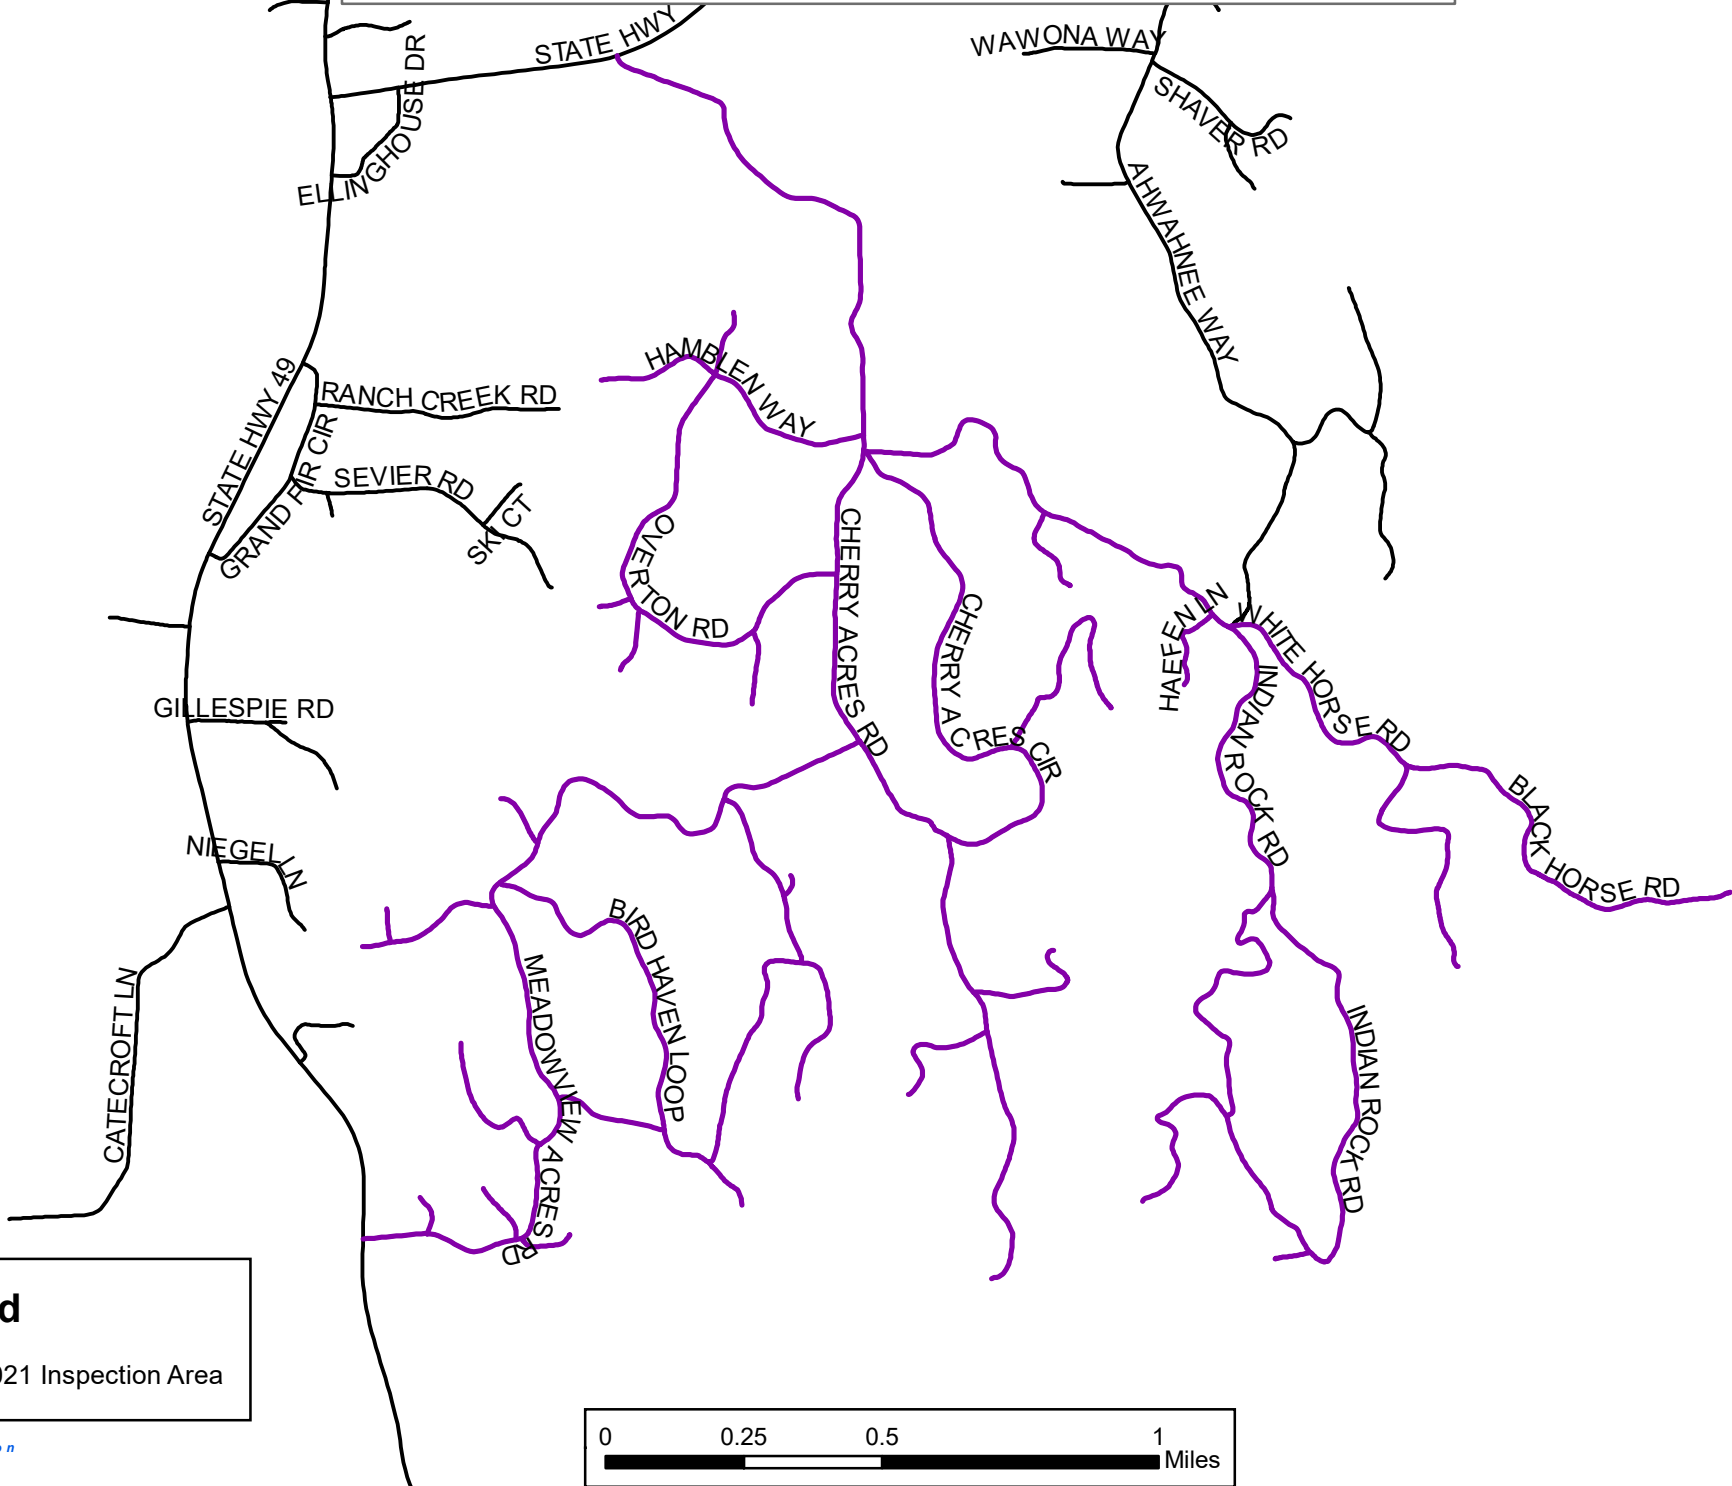 STATE HWY
WAWONA WAY
ELLINGHOUSE DR
SHAVER RD
AHWAHNEE WAY
HAMBLEN WAY
STATE HWY 49
RANCH CREEK RD
GRAND FIR CIR
SEVIER RD
SKY CT
OVERTON RD
CHERRY ACRES RD
CHERRY ACRES CIR
HAEFEN LN
WHITE HORSE RD
INDIAN ROCK RD
GILLESPIE RD
BLACK HORSE RD
NIEGEL LN
BIRD HAVEN LOOP
MEADOWVIEW ACRES RD
CATECROFT LN
INDIAN ROCK RD
d
021 Inspection Area
0 0.25 0.5 1
Miles